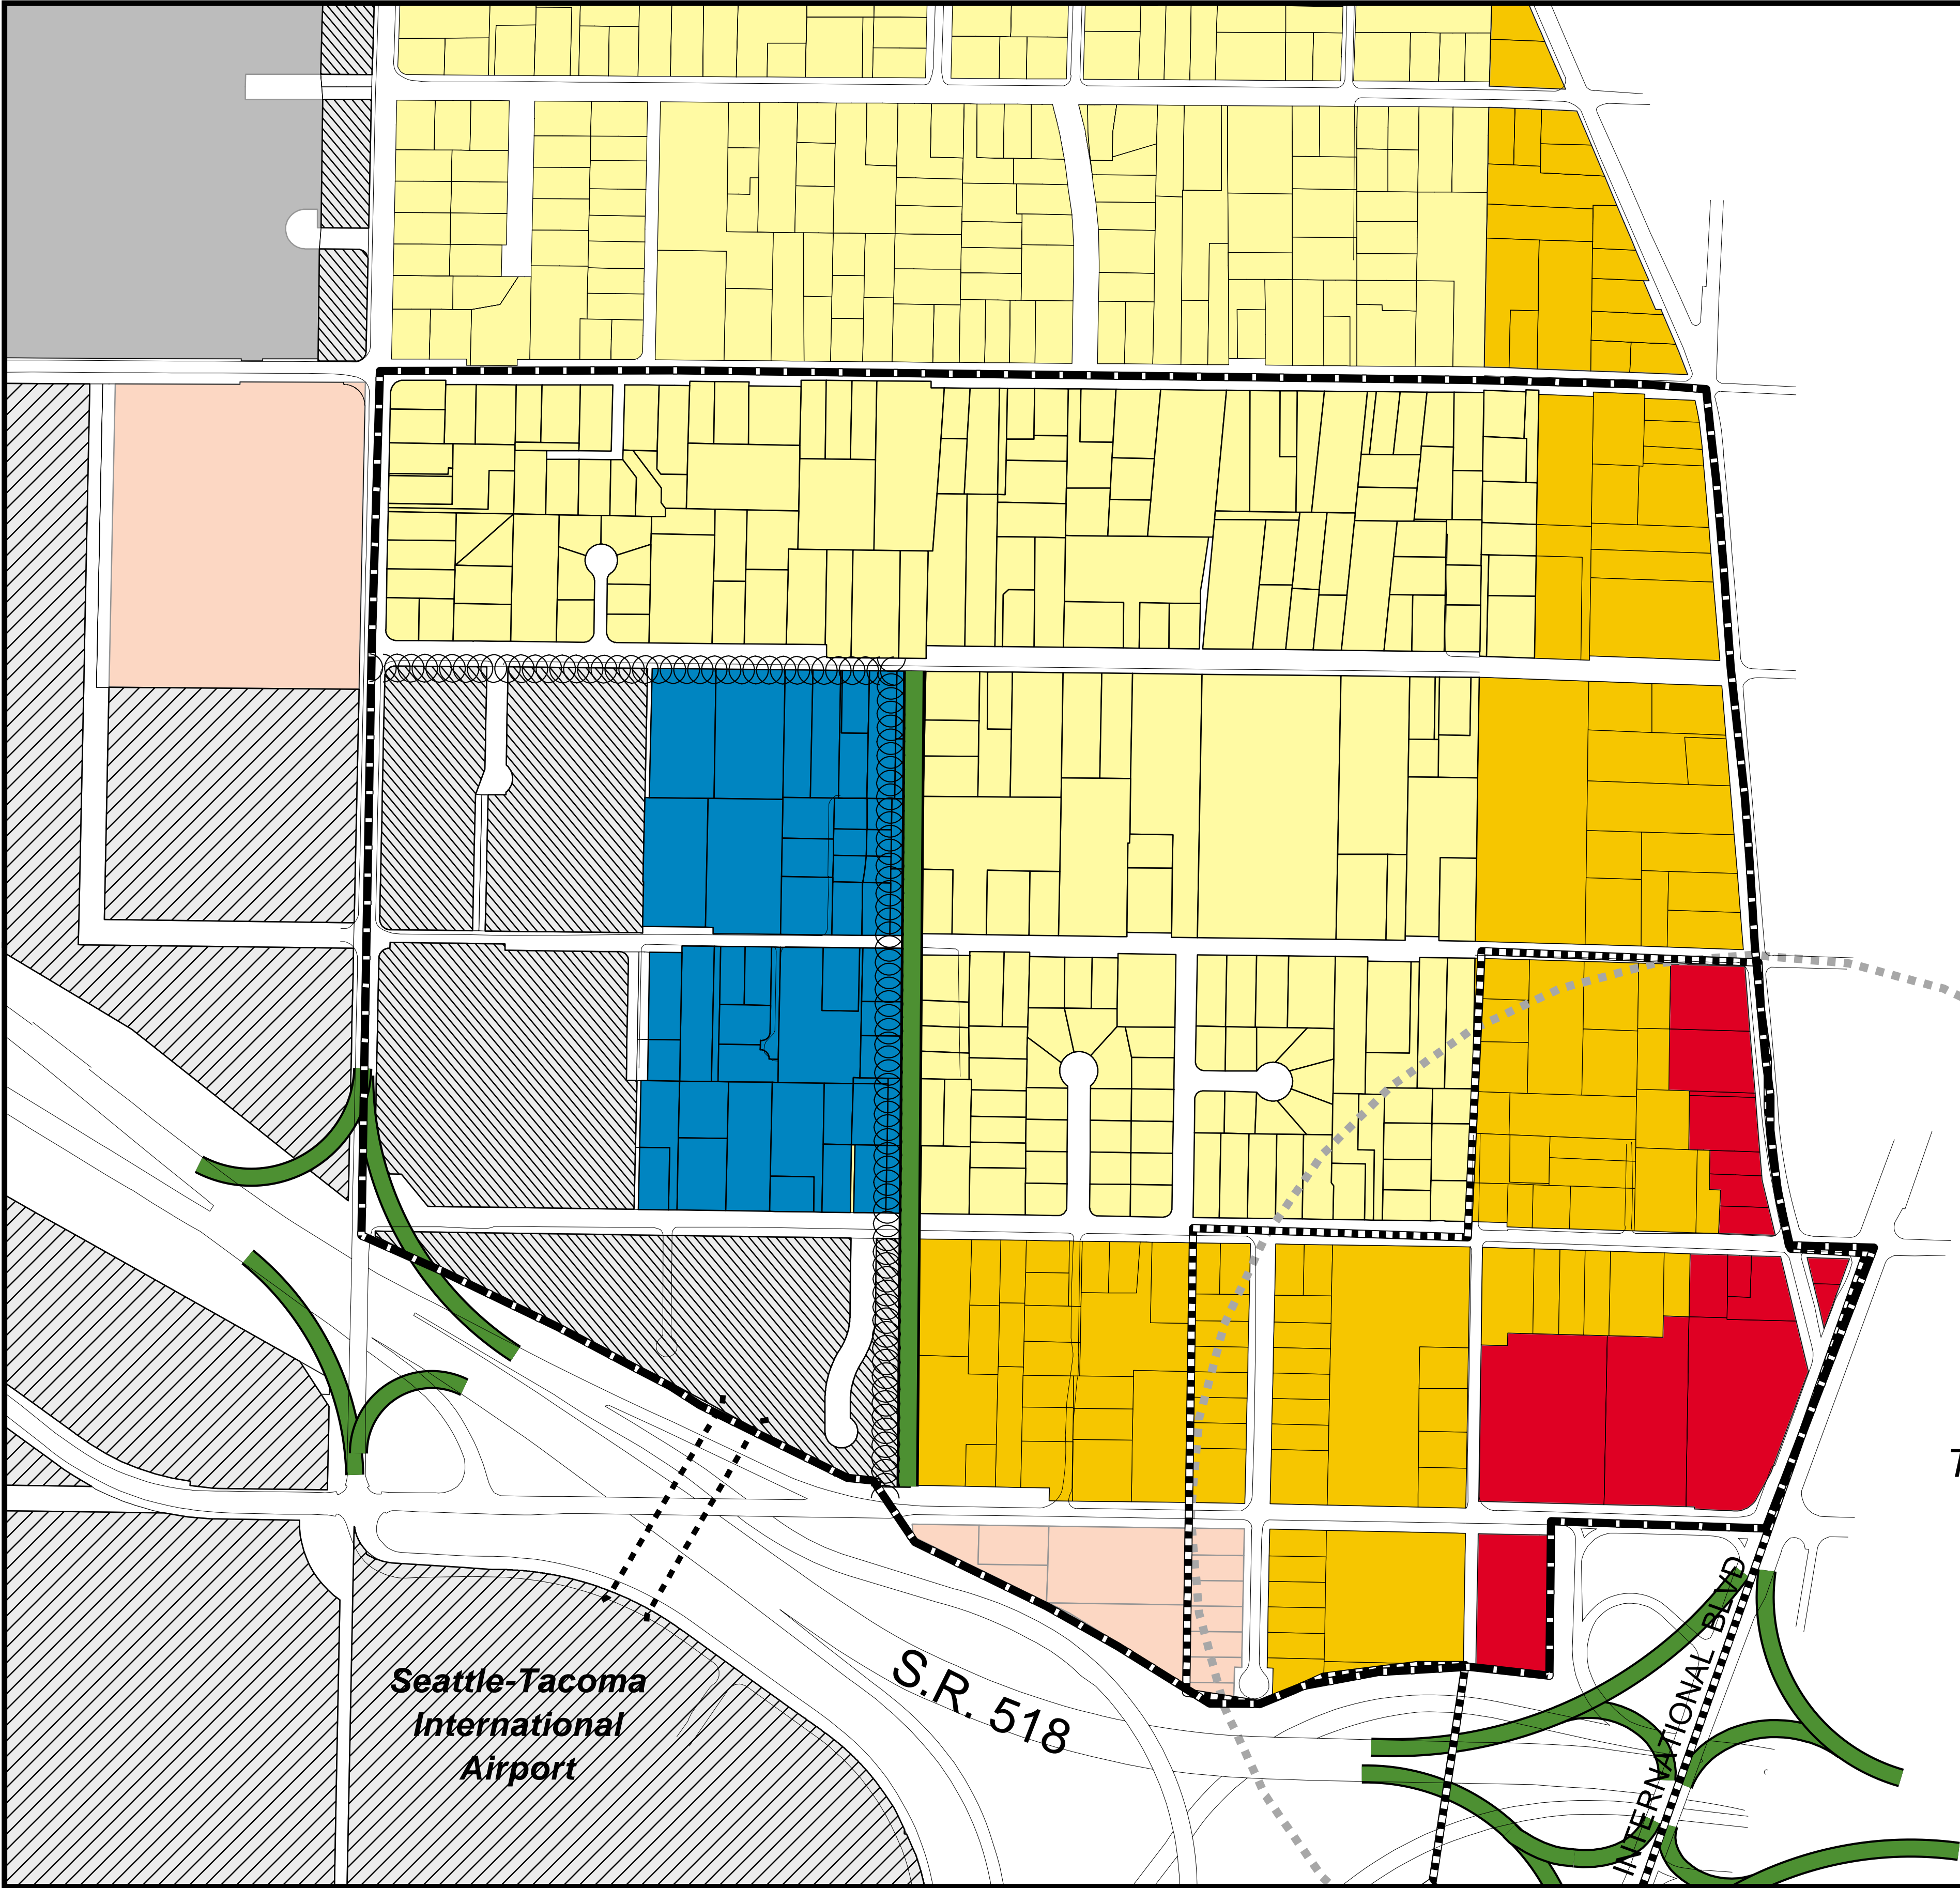 Seattle-Tacoma
International
Airport
S.R. 518
INTERNATIONAL BLVD
T